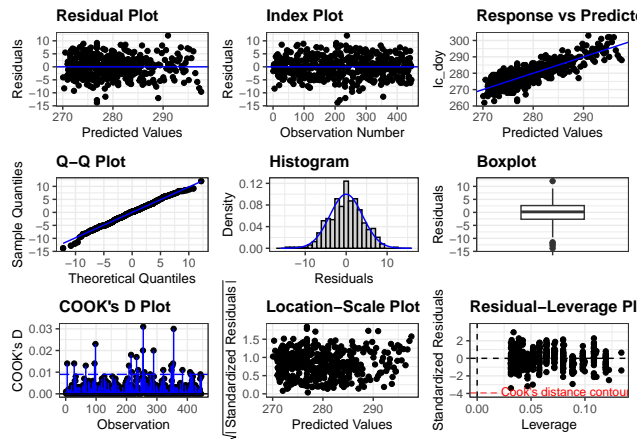 Residual Plot
Index Plot
Response vs Predicte
Residuals
10
5
0
−5
−10
−15
270
280
290
Predicted Values
Residuals
10
5
0
−5
−10
−15
0
100
200
300
400
Observation Number
lc_doy
300
290
280
270
260
270
280
290
Predicted Values
Q−Q Plot
Histogram
Boxplot
Sample Quantiles
10
5
0
−5
−10
−15
−10
−5
0
5
10
Theoretical Quantiles
Density
0.12
0.08
0.04
0.00
−10
0
10
Residuals
Residuals
10
5
0
−5
−10
−15
COOK's D Plot
Location−Scale Plot
Residual−Leverage Pl
COOK's D
0.03
0.02
0.01
0.00
0
100
200
300
400
Observation
√| Standardized Residuals |
1.5
1.0
0.5
0.0
270
280
290
Predicted Values
Standardized Residuals
4
2
0
−2
−4
Cook's distance contour
0.00
0.05
0.10
Leverage